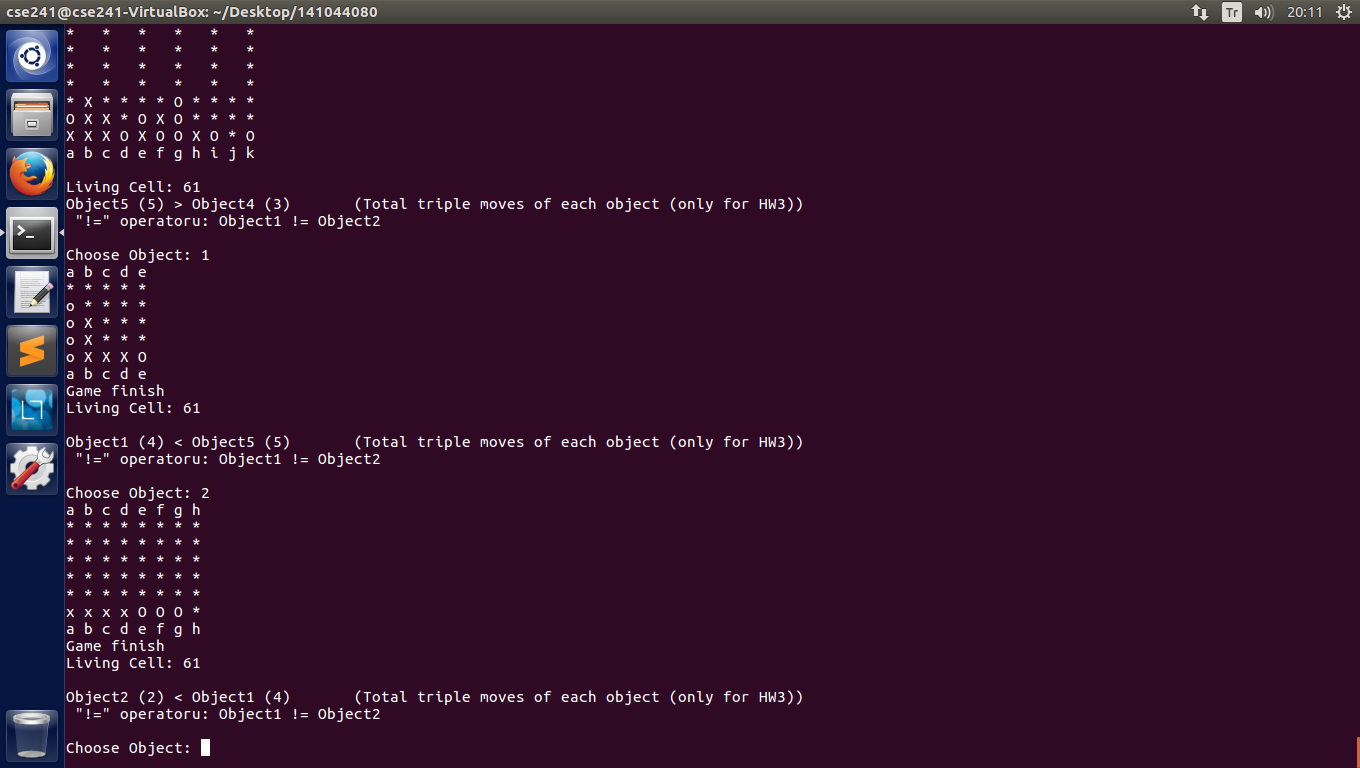 cse241@cse241-VirtualBox: ~/Desktop/141044080 Tr 20:11
*   *   *   *   *   *
*   *   *   *   *   *
*   *   *   *   *   *
*   *   *   *   *   *
* X * * * * O * * * *
O X X * O X O * * * *
X X X O X O O X O * O
a b c d e f g h i j k
Living Cell: 61
Object5 (5) > Object4 (3)       (Total triple moves of each object (only for HW3))
"!=" operatoru: Object1 != Object2
Choose Object: 1
a b c d e
* * * * *
o * * * *
o X * * *
o X * * *
o X X X O
a b c d e
Game finish
Living Cell: 61
Object1 (4) < Object5 (5)       (Total triple moves of each object (only for HW3))
"!=" operatoru: Object1 != Object2
Choose Object: 2
a b c d e f g h
* * * * * * * *
* * * * * * * *
* * * * * * * *
* * * * * * * *
* * * * * * * *
x x x x O O O *
a b c d e f g h
Game finish
Living Cell: 61
Object2 (2) < Object1 (4)       (Total triple moves of each object (only for HW3))
"!=" operatoru: Object1 != Object2
Choose Object: